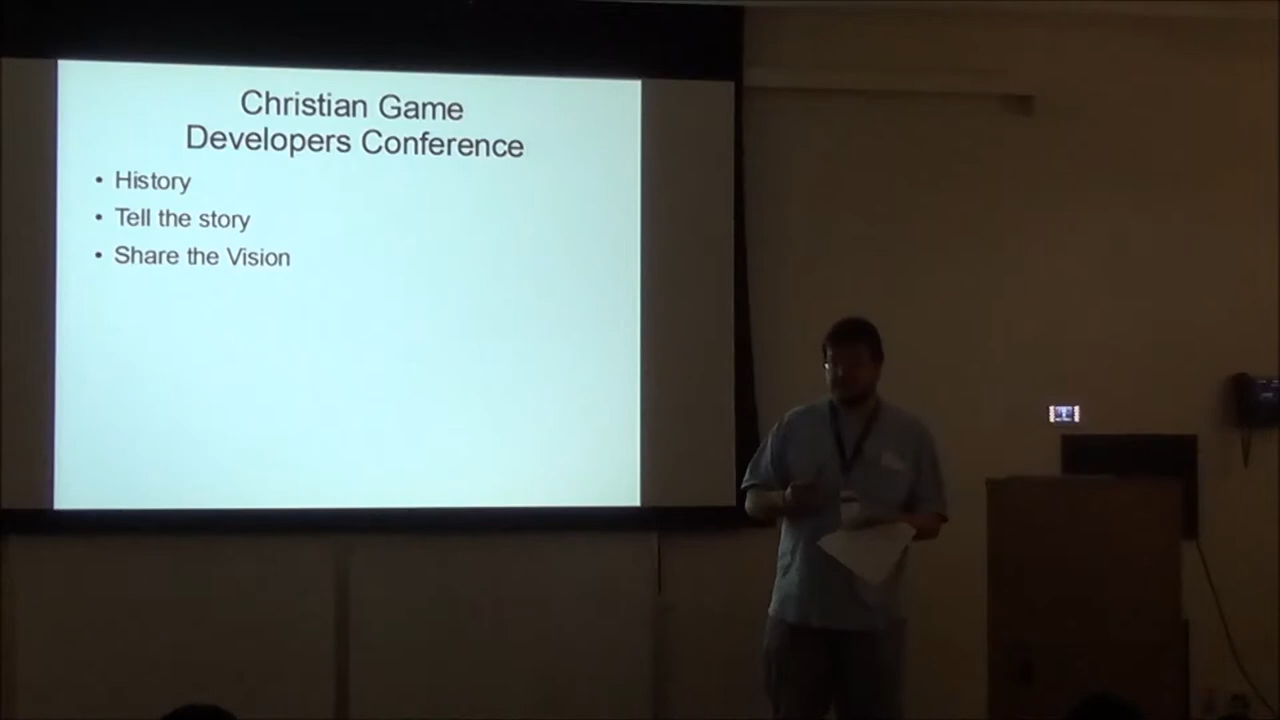 Christian Game
Developers Conference
• History
• Tell the story
• Share the Vision